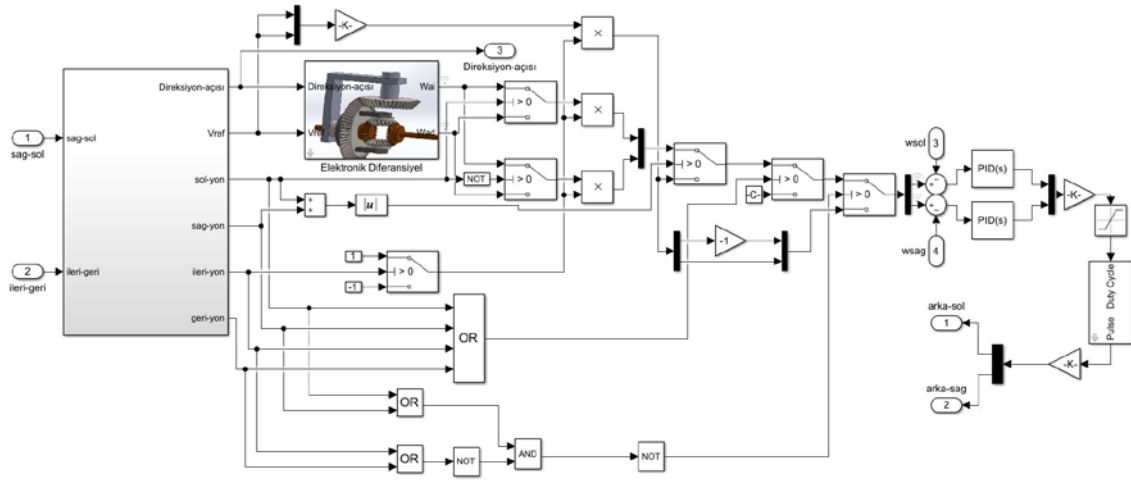 -K-
×
3
Direksiyon-açısı
Direksiyon-açısı
Direksiyon-açısı
Wai
> 0
1
sag-sol
sag-sol
Vref
Wad
×
Elektronik Diferansiyel
> 0
> 0
> 0
> 0
wsol
3
PID(s)
-K-
sol-yon
NOT
×
-C-
+
-
+
-
PID(s)
+
+
|u|
sag-yon
wsag
4
-1
1
-1
> 0
2
ileri-geri
ileri-geri
ileri-yon
geri-yon
OR
Pulse
Duty Cycle
arka-sol
1
-K-
arka-sag
2
OR
OR
NOT
AND
NOT